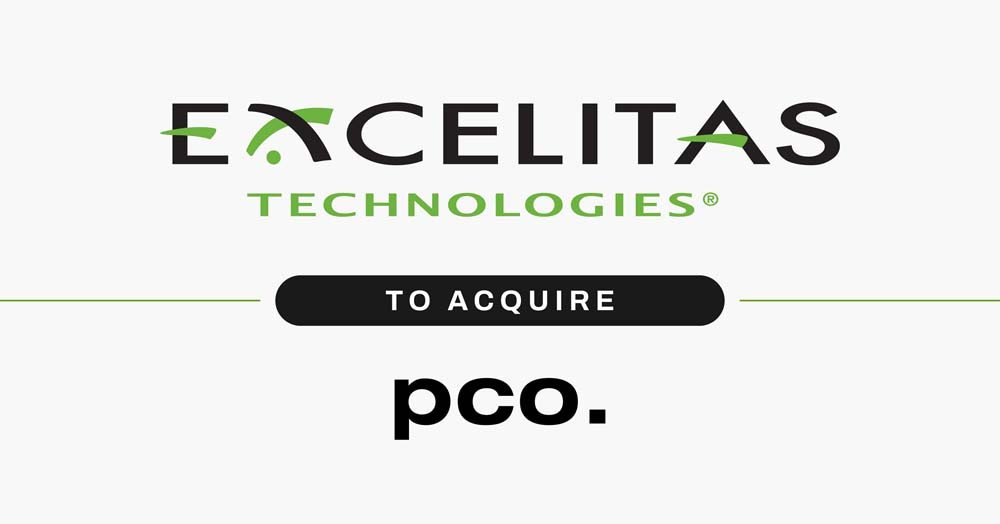 EXCELITAS
TECHNOLOGIES®
TO ACQUIRE
pco.